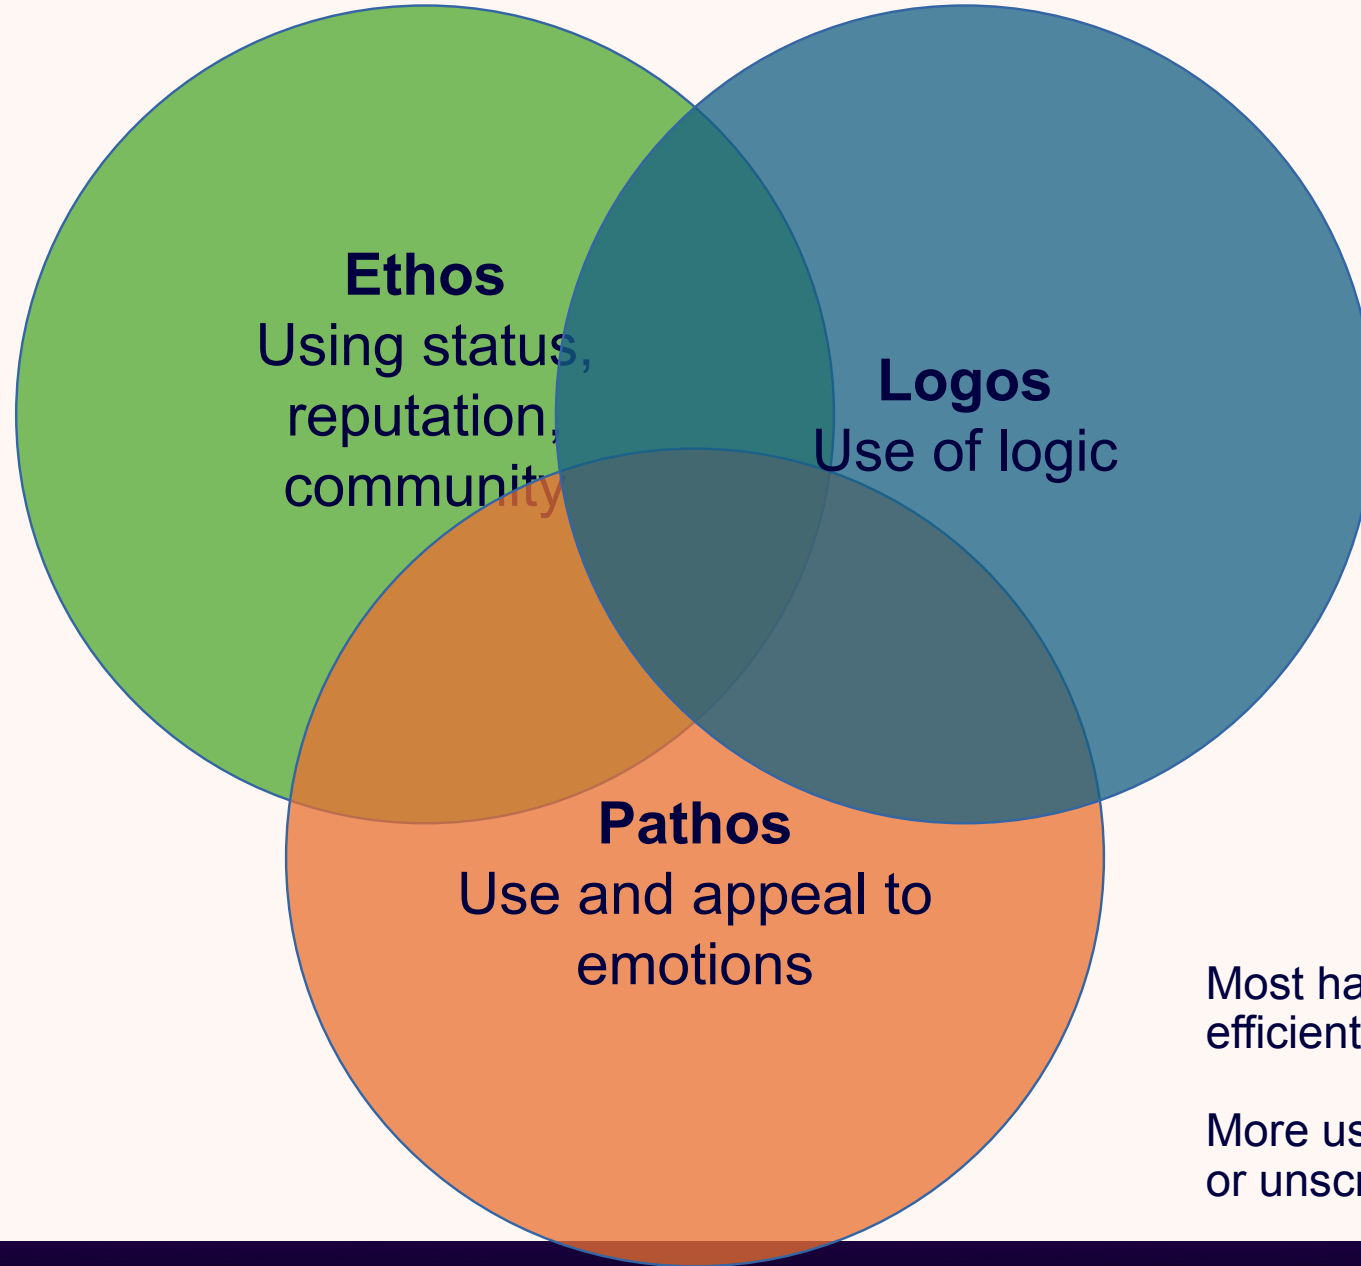 Ethos
Using status,
reputation,
community
Logos
Use of logic
Pathos
Use and appeal to
emotions
Most ha
efficient
More us
or unscr